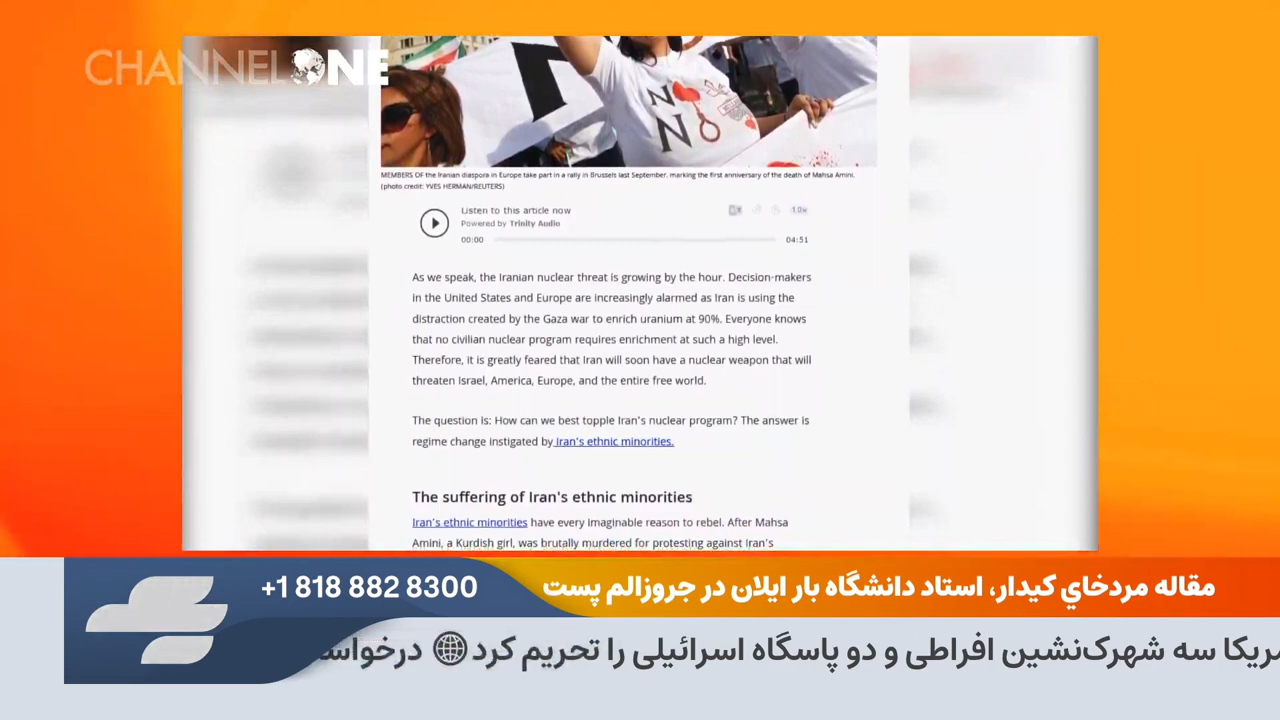 CHANNEL ONE
N
NO
MEMBERS OF the Iranian diaspora in Europe take part in a rally in Brussels last September, marking the first anniversary of the death of Mahsa Amini.
(photo credit: YVES HERMAN/REUTERS)
Listen to this article now
Powered by Trinity Audio
1.0x
00:00
04:51
As we speak, the Iranian nuclear threat is growing by the hour. Decision-makers
in the United States and Europe are increasingly alarmed as Iran is using the
distraction created by the Gaza war to enrich uranium at 90%. Everyone knows
that no civilian nuclear program requires enrichment at such a high level.
Therefore, it is greatly feared that Iran will soon have a nuclear weapon that will
threaten Israel, America, Europe, and the entire free world.
The question is: How can we best topple Iran's nuclear program? The answer is
regime change instigated by Iran's ethnic minorities.
The suffering of Iran's ethnic minorities
Iran's ethnic minorities have every imaginable reason to rebel. After Mahsa
Amini, a Kurdish girl, was brutally murdered for protesting against Iran's
مقاله مردخاي کیدار، استاد دانشگاه بار ایلان در جروزالم پست
+1 818 882 8300
مریکا سه شهرک‌نشین افراطی و دو پاسگاه اسرائیلی را تحریم کرد درخواس